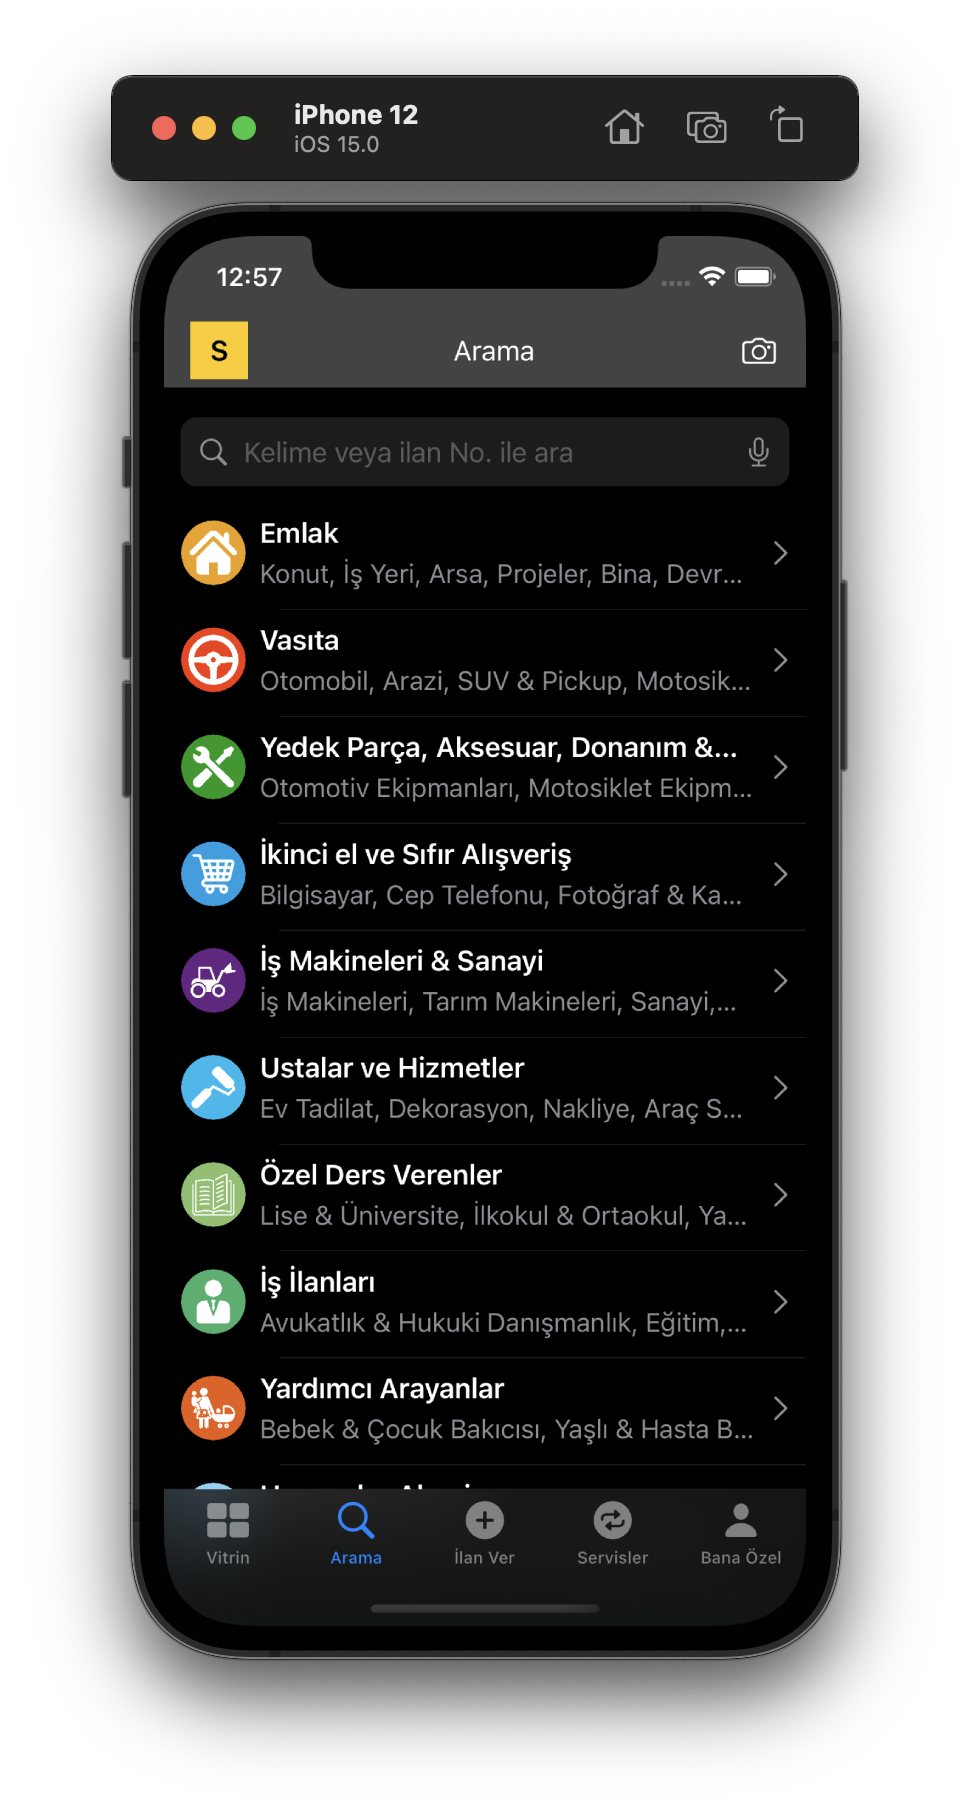 iPhone 12
iOS 15.0
12:57
S
Arama
Kelime veya ilan No. ile ara
Emlak
Konut, İş Yeri, Arsa, Projeler, Bina, Devr...
Vasıta
Otomobil, Arazi, SUV & Pickup, Motosik...
Yedek Parça, Aksesuar, Donanım &...
Otomotiv Ekipmanları, Motosiklet Ekipm...
İkinci el ve Sıfır Alışveriş
Bilgisayar, Cep Telefonu, Fotoğraf & Ka...
İş Makineleri & Sanayi
İş Makineleri, Tarım Makineleri, Sanayi,...
Ustalar ve Hizmetler
Ev Tadilat, Dekorasyon, Nakliye, Araç S...
Özel Ders Verenler
Lise & Üniversite, İlkokul & Ortaokul, Ya...
İş İlanları
Avukatlık & Hukuki Danışmanlık, Eğitim,...
Yardımcı Arayanlar
Bebek & Çocuk Bakıcısı, Yaşlı & Hasta B...
Vitrin
Arama
İlan Ver
Servisler
Bana Özel